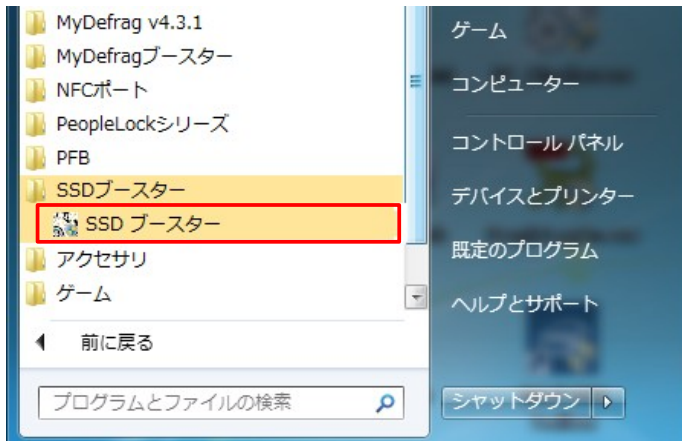 MyDefrag v4.3.1
MyDefragブースター
NFCポート
PeopleLockシリーズ
PFB
SSDブースター
SSD ブースター
アクセサリ
ゲーム
前に戻る
プログラムとファイルの検索
ゲーム
コンピューター
コントロール パネル
デバイスとプリンター
既定のプログラム
ヘルプとサポート
シャットダウン